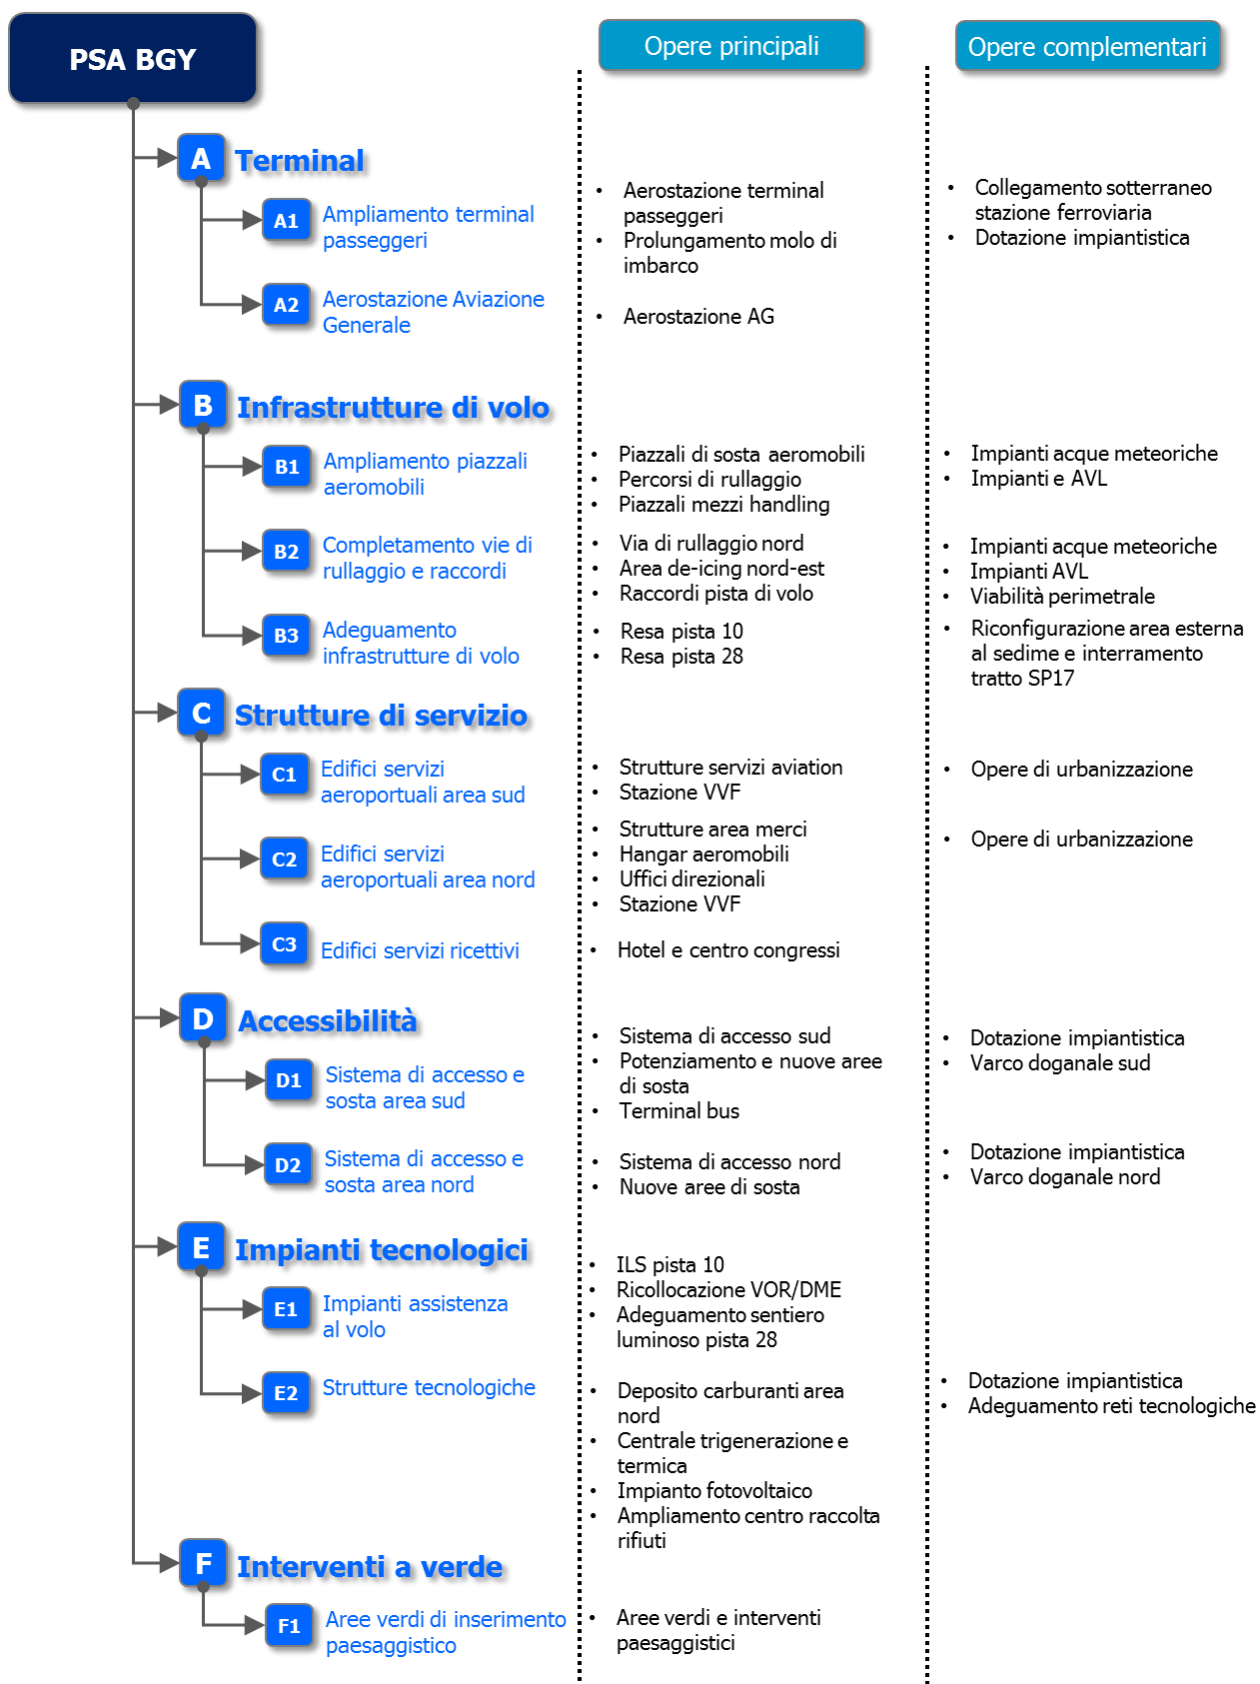 PSA BGY
Opere principali
Opere complementari
A
Terminal
A1
Ampliamento terminal
passeggeri
• Aerostazione terminal
passeggeri
• Prolungamento molo di
imbarco
• Collegamento sotterraneo
stazione ferroviaria
• Dotazione impiantistica
A2
Aerostazione Aviazione
Generale
• Aerostazione AG
B
Infrastrutture di volo
B1
Ampliamento piazzali
aeromobili
• Piazzali di sosta aeromobili
• Percorsi di rullaggio
• Piazzali mezzi handling
• Impianti acque meteoriche
• Impianti e AVL
B2
Completamento vie di
rullaggio e raccordi
• Via di rullaggio nord
• Area de-icing nord-est
• Raccordi pista di volo
• Impianti acque meteoriche
• Impianti AVL
• Viabilità perimetrale
B3
Adeguamento
infrastrutture di volo
• Resa pista 10
• Resa pista 28
• Riconfigurazione area esterna
al sedime e interramento
tratto SP17
C
Strutture di servizio
C1
Edifici servizi
aeroportuali area sud
• Strutture servizi aviation
• Stazione VVF
• Opere di urbanizzazione
C2
Edifici servizi
aeroportuali area nord
• Strutture area merci
• Hangar aeromobili
• Uffici direzionali
• Stazione VVF
• Opere di urbanizzazione
C3
Edifici servizi ricettivi
• Hotel e centro congressi
D
Accessibilità
D1
Sistema di accesso e
sosta area sud
• Sistema di accesso sud
• Potenziamento e nuove aree
di sosta
• Terminal bus
• Dotazione impiantistica
• Varco doganale sud
D2
Sistema di accesso e
sosta area nord
• Sistema di accesso nord
• Nuove aree di sosta
• Dotazione impiantistica
• Varco doganale nord
E
Impianti tecnologici
E1
Impianti assistenza
al volo
• ILS pista 10
• Ricollocazione VOR/DME
• Adeguamento sentiero
luminoso pista 28
E2
Strutture tecnologiche
• Deposito carburanti area
nord
• Centrale trigenerazione e
termica
• Impianto fotovoltaico
• Ampliamento centro raccolta
rifiuti
• Dotazione impiantistica
• Adeguamento reti tecnologiche
F
Interventi a verde
F1
Aree verdi di inserimento
paesaggistico
• Aree verdi e interventi
paesaggistici